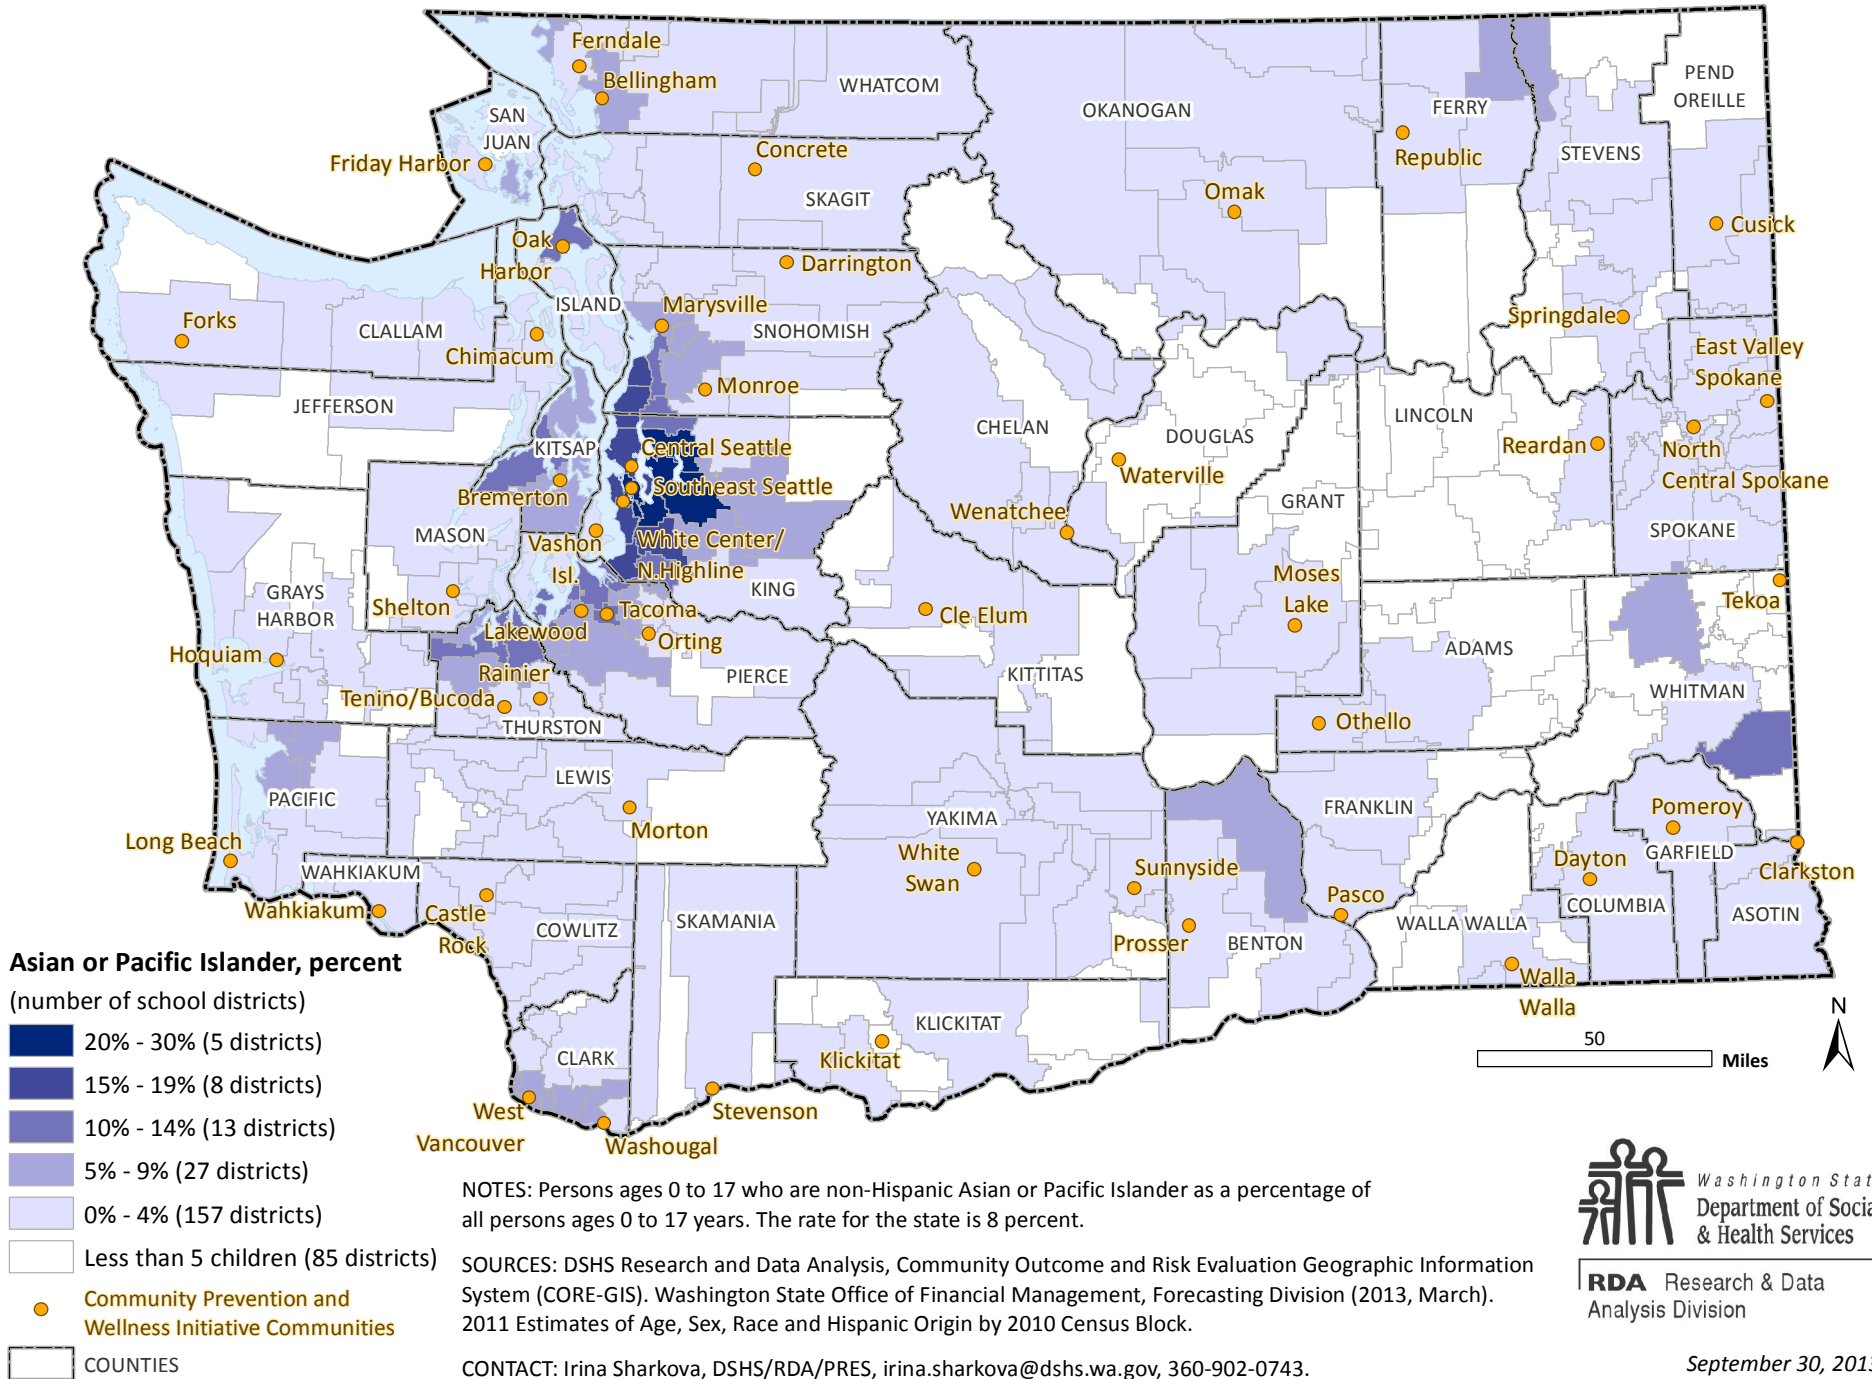 Ferndale
Bellingham
WHATCOM
SAN
JUAN
Friday Harbor
Concrete
SKAGIT
OKANOGAN
Omak
FERRY
Republic
STEVENS
PEND
OREILLE
Cusick
Oak
Harbor
Darrington
ISLAND
Marysville
SNOHOMISH
Forks
CLALLAM
Chimacum
Monroe
Springdale
East Valley
Spokane
JEFFERSON
KITSAP
Central Seattle
Southeast Seattle
Bremerton
CHELAN
DOUGLAS
Waterville
LINCOLN
Reardan
North
Central Spokane
Wenatchee
GRANT
SPOKANE
MASON
Vashon
Isl.
White Center/
N.Highline
KING
GRAYS
HARBOR
Shelton
Lakewood
Tacoma
Orting
Cle Elum
Moses
Lake
Tekoa
Hoquiam
Rainier
Tenino/Bucoda
THURSTON
PIERCE
KITTITAS
ADAMS
WHITMAN
Othello
LEWIS
PACIFIC
Morton
YAKIMA
FRANKLIN
Pomeroy
Long Beach
WAHKIAKUM
White
Swan
Sunnyside
Dayton
GARFIELD
Clarkston
Wahkiakum
Castle
Rock
COWLITZ
SKAMANIA
Prosser
BENTON
Pasco
WALLA WALLA
COLUMBIA
ASOTIN
Walla
Walla
CLARK
KLICKITAT
Klickitat
West
Vancouver
Washougal
Stevenson
N
50
Miles
Asian or Pacific Islander, percent
(number of school districts)
20% - 30% (5 districts)
15% - 19% (8 districts)
10% - 14% (13 districts)
5% - 9% (27 districts)
0% - 4% (157 districts)
Less than 5 children (85 districts)
Community Prevention and
Wellness Initiative Communities
COUNTIES
NOTES: Persons ages 0 to 17 who are non-Hispanic Asian or Pacific Islander as a percentage of
all persons ages 0 to 17 years. The rate for the state is 8 percent.
SOURCES: DSHS Research and Data Analysis, Community Outcome and Risk Evaluation Geographic Information
System (CORE-GIS). Washington State Office of Financial Management, Forecasting Division (2013, March).
2011 Estimates of Age, Sex, Race and Hispanic Origin by 2010 Census Block.
CONTACT: Irina Sharkova, DSHS/RDA/PRES, irina.sharkova@dshs.wa.gov, 360-902-0743.
Washington Stat
Department of Socia
& Health Services
RDA Research & Data
Analysis Division
September 30, 2013